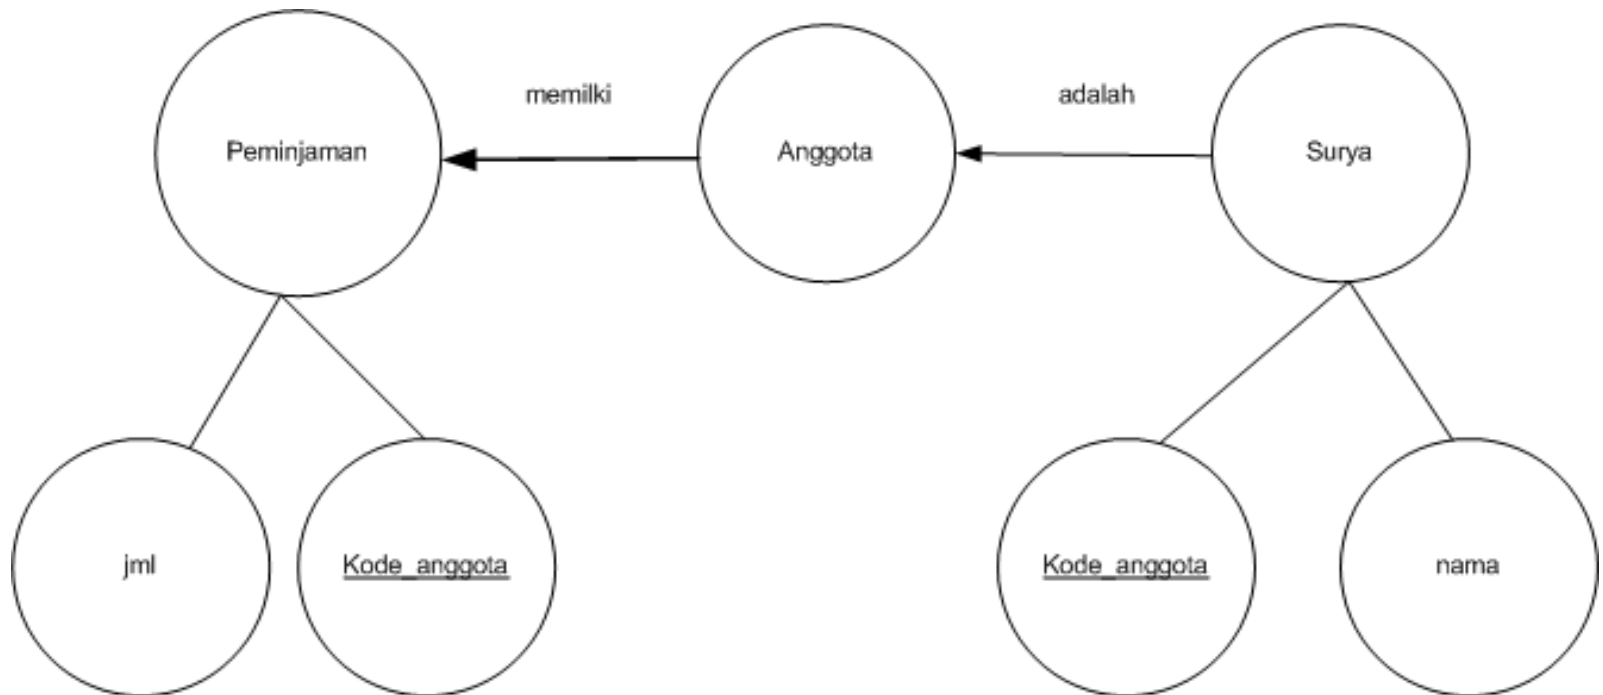 memilki
adalah
Peminjaman
Anggota
Surya
jml
Kode_anggota
Kode_anggota
nama